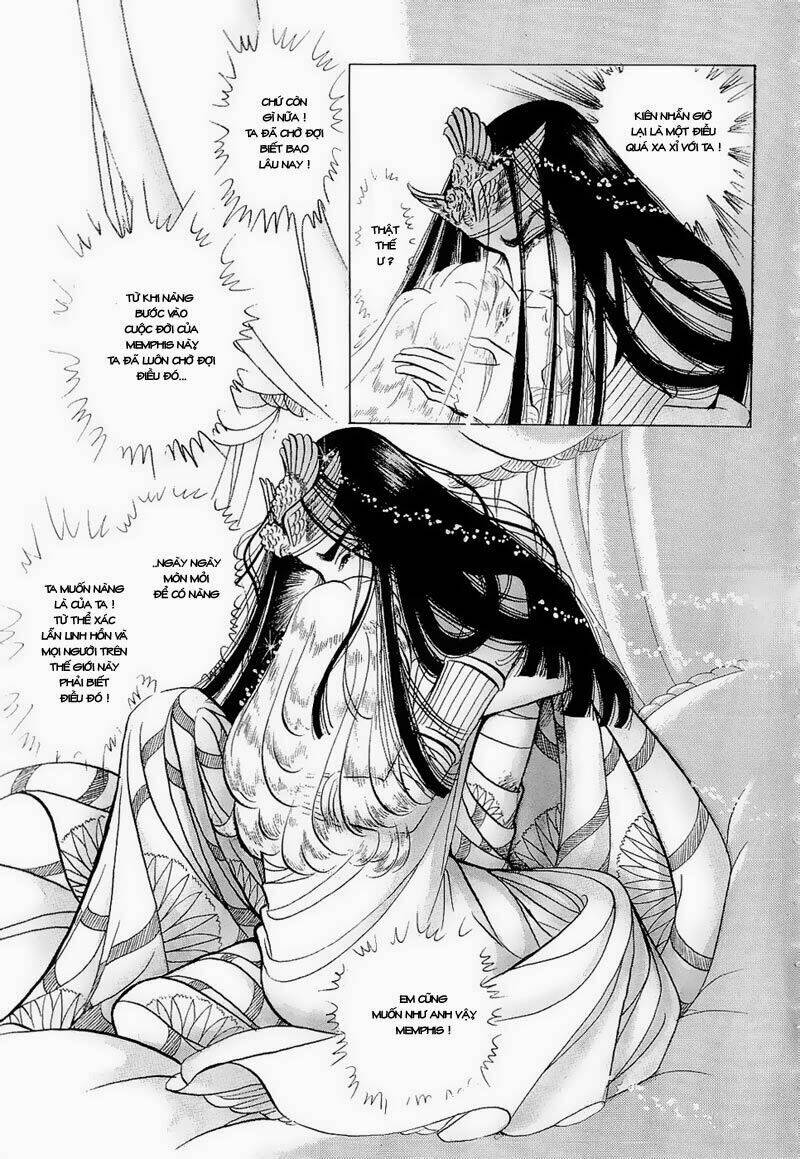 KIÊN NHẪN GIỜ
LẠI LÀ MỘT ĐIỀU
QUÁ XA XỈ VỚI TA !
THẬT
THẾ
Ư ?
CHỨ CÒN
GÌ NỮA !
TA ĐÃ CHỜ ĐỢI
BIẾT BAO
LÂU NAY !
TỪ KHI NÀNG
BƯỚC VÀO
CUỘC ĐỜI CỦA
MEMPHIS NÀY
TA ĐÃ LUÔN CHỜ ĐỢI
ĐIỀU ĐÓ...
..NGÀY NGÀY
MÒN MỎI
ĐỂ CÓ NÀNG
TA MUỐN NÀNG
LÀ CỦA TA !
TỪ THỂ XÁC
LẪN LINH HỒN VÀ
MỌI NGƯỜI TRÊN
THẾ GIỚI NÀY
PHẢI BIẾT
ĐIỀU ĐÓ !
EM CŨNG
MUỐN NHƯ ANH VẬY
MEMPHIS !